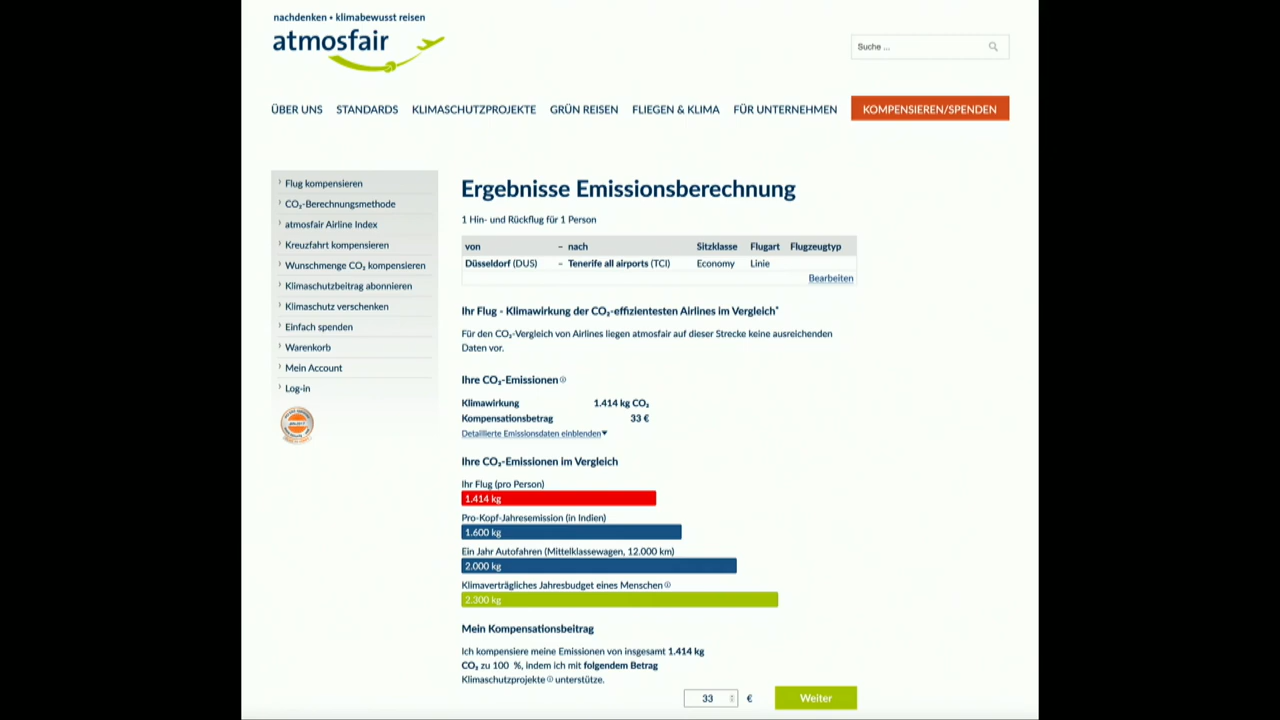 nachdenken • klimabewusst reisen
atmosfair
Suche ...
ÜBER UNS STANDARDS KLIMASCHUTZPROJEKTE GRÜN REISEN FLIEGEN & KLIMA FÜR UNTERNEHMEN KOMPENSIEREN/SPENDEN
Flug kompensieren
CO₂-Berechnungsmethode
atmosfair Airline Index
Kreuzfahrt kompensieren
Wunschmenge CO₂ kompensieren
Klimaschutzbeitrag abonnieren
Klimaschutz verschenken
Einfach spenden
Warenkorb
Mein Account
Log-in
Ergebnisse Emissionsberechnung
1 Hin- und Rückflug für 1 Person
von – nach Sitzklasse Flugart Flugzeugtyp
Düsseldorf (DUS) – Tenerife all airports (TCI) Economy Linie
Bearbeiten
Ihr Flug - Klimawirkung der CO₂-effizientesten Airlines im Vergleich*
Für den CO₂-Vergleich von Airlines liegen atmosfair auf dieser Strecke keine ausreichenden
Daten vor.
Ihre CO₂-Emissionen
Klimawirkung 1.414 kg CO₂
Kompensationsbetrag 33 €
Detaillierte Emissionsdaten einblenden
Ihre CO₂-Emissionen im Vergleich
Ihr Flug (pro Person)
1.414 kg
Pro-Kopf-Jahresemission (in Indien)
1.600 kg
Ein Jahr Autofahren (Mittelklassewagen, 12.000 km)
2.000 kg
Klimaverträgliches Jahresbudget eines Menschen
2.300 kg
Mein Kompensationsbeitrag
Ich kompensiere meine Emissionen von insgesamt 1.414 kg
CO₂ zu 100 %, indem ich mit folgendem Betrag
Klimaschutzprojekte unterstütze.
33 € Weiter